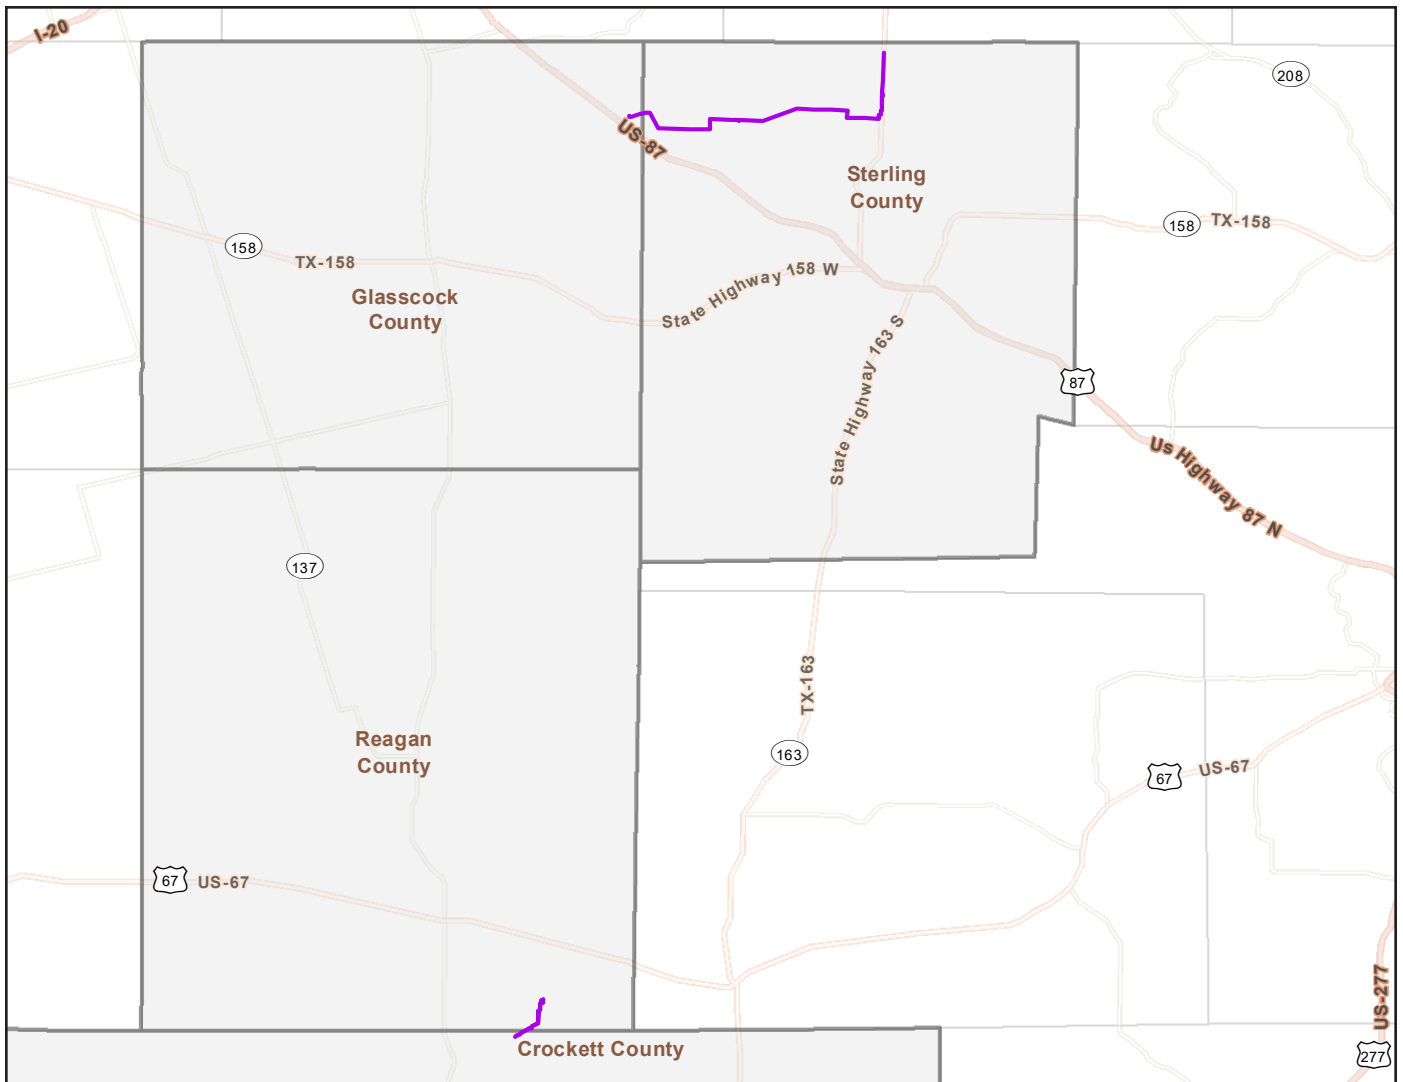 I-20
208
US-87
Sterling
County
158
TX-158
158
TX-158
State Highway 158 W
Glasscock
County
State Highway 163 S
87
Us Highway 87 N
137
TX-163
Reagan
County
163
67
US-67
67
US-67
US-277
Crockett County
277